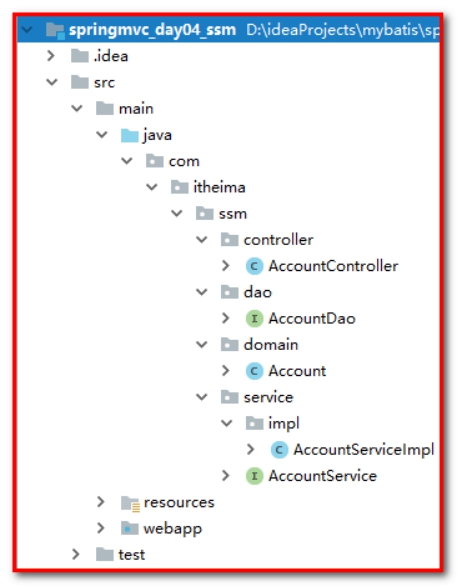 springmvc_day04_ssm D:\ideaProjects\mybatis\sp
.idea
src
main
java
com
itheima
ssm
controller
C AccountController
dao
I AccountDao
domain
C Account
service
impl
C AccountServiceImpl
I AccountService
resources
webapp
test